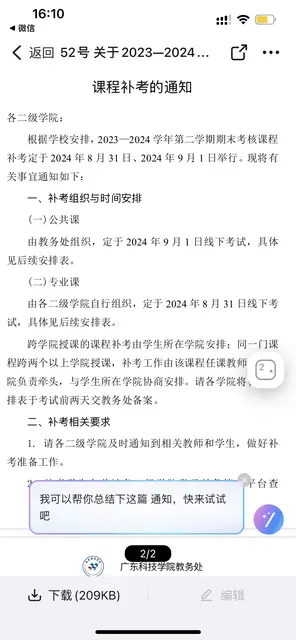 16:10
微信
返回 52号 关于2023—2024...
课程补考的通知
各二级学院：
根据学校安排，2023—2024 学年第二学期期末考核课程
补考定于 2024 年 8 月 31 日、2024 年 9 月 1 日举行。现将有
关事宜通知如下：
一、补考组织与时间安排
（一）公共课
由教务处组织，定于 2024 年 9 月 1 日线下考试，具体
见后续安排表。
（二）专业课
由各二级学院自行组织，定于 2024 年 8 月 31 日线下考
试，具体见后续安排表。
跨学院授课的课程补考由学生所在学院安排；同一门课
程跨两个以上学院授课，补考工作由该课程任课教师
院负责牵头，与学生所在学院协商安排。请各学院将
排表于考试前两天交教务处备案。
2
二、补考相关要求
1. 请各二级学院及时通知到相关教师和学生，做好补
考准备工作。
平台查
我可以帮你总结下这篇 通知，快来试试
吧
2/2
广东科技学院教务处
下载(209KB)
编辑